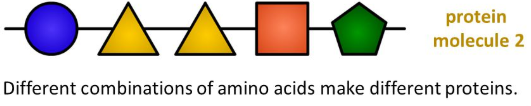 protein
molecule 2
Different combinations of amino acids make different proteins.